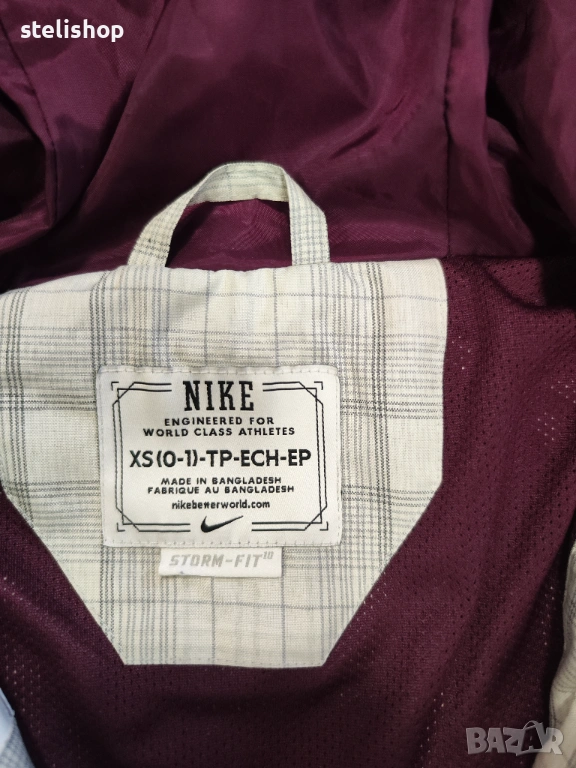 stelishop
NIKE
ENGINEERED FOR
WORLD CLASS ATHLETES
XS(0-1)-TP-ECH-EP
MADE IN BANGLADESH
FABRIQUE AU BANGLADESH
nikebetterworld.com
STORM-FIT10
BAZAR